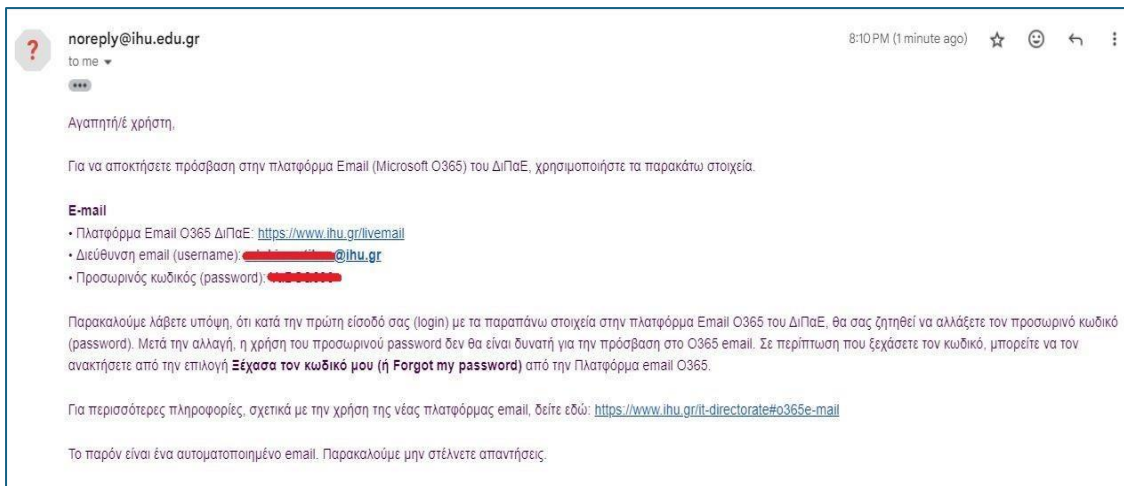 ?
noreply@ihu.edu.gr
8:10 PM (1 minute ago)
to me
Αγαπητή/έ χρήστη,
Για να αποκτήσετε πρόσβαση στην πλατφόρμα Email (Microsoft O365) του ΔιΠαΕ, χρησιμοποιήστε τα παρακάτω στοιχεία.
E-mail
• Πλατφόρμα Email O365 ΔιΠαΕ: https://www.ihu.gr/livemail
• Διεύθυνση email (username): @ihu.gr
• Προσωρινός κωδικός (password):
Παρακαλούμε λάβετε υπόψη, ότι κατά την πρώτη είσοδό σας (login) με τα παραπάνω στοιχεία στην πλατφόρμα Email O365 του ΔιΠαΕ, θα σας ζητηθεί να αλλάξετε τον προσωρινό κωδικό
(password). Μετά την αλλαγή, η χρήση του προσωρινού password δεν θα είναι δυνατή για την πρόσβαση στο O365 email. Σε περίπτωση που ξεχάσετε τον κωδικό, μπορείτε να τον
ανακτήσετε από την επιλογή Ξέχασα τον κωδικό μου (ή Forgot my password) από την Πλατφόρμα email O365.
Για περισσότερες πληροφορίες, σχετικά με την χρήση της νέας πλατφόρμας email, δείτε εδώ: https://www.ihu.gr/it-directorate#o365e-mail
Το παρόν είναι ένα αυτοματοποιημένο email. Παρακαλούμε μην στέλνετε απαντήσεις.